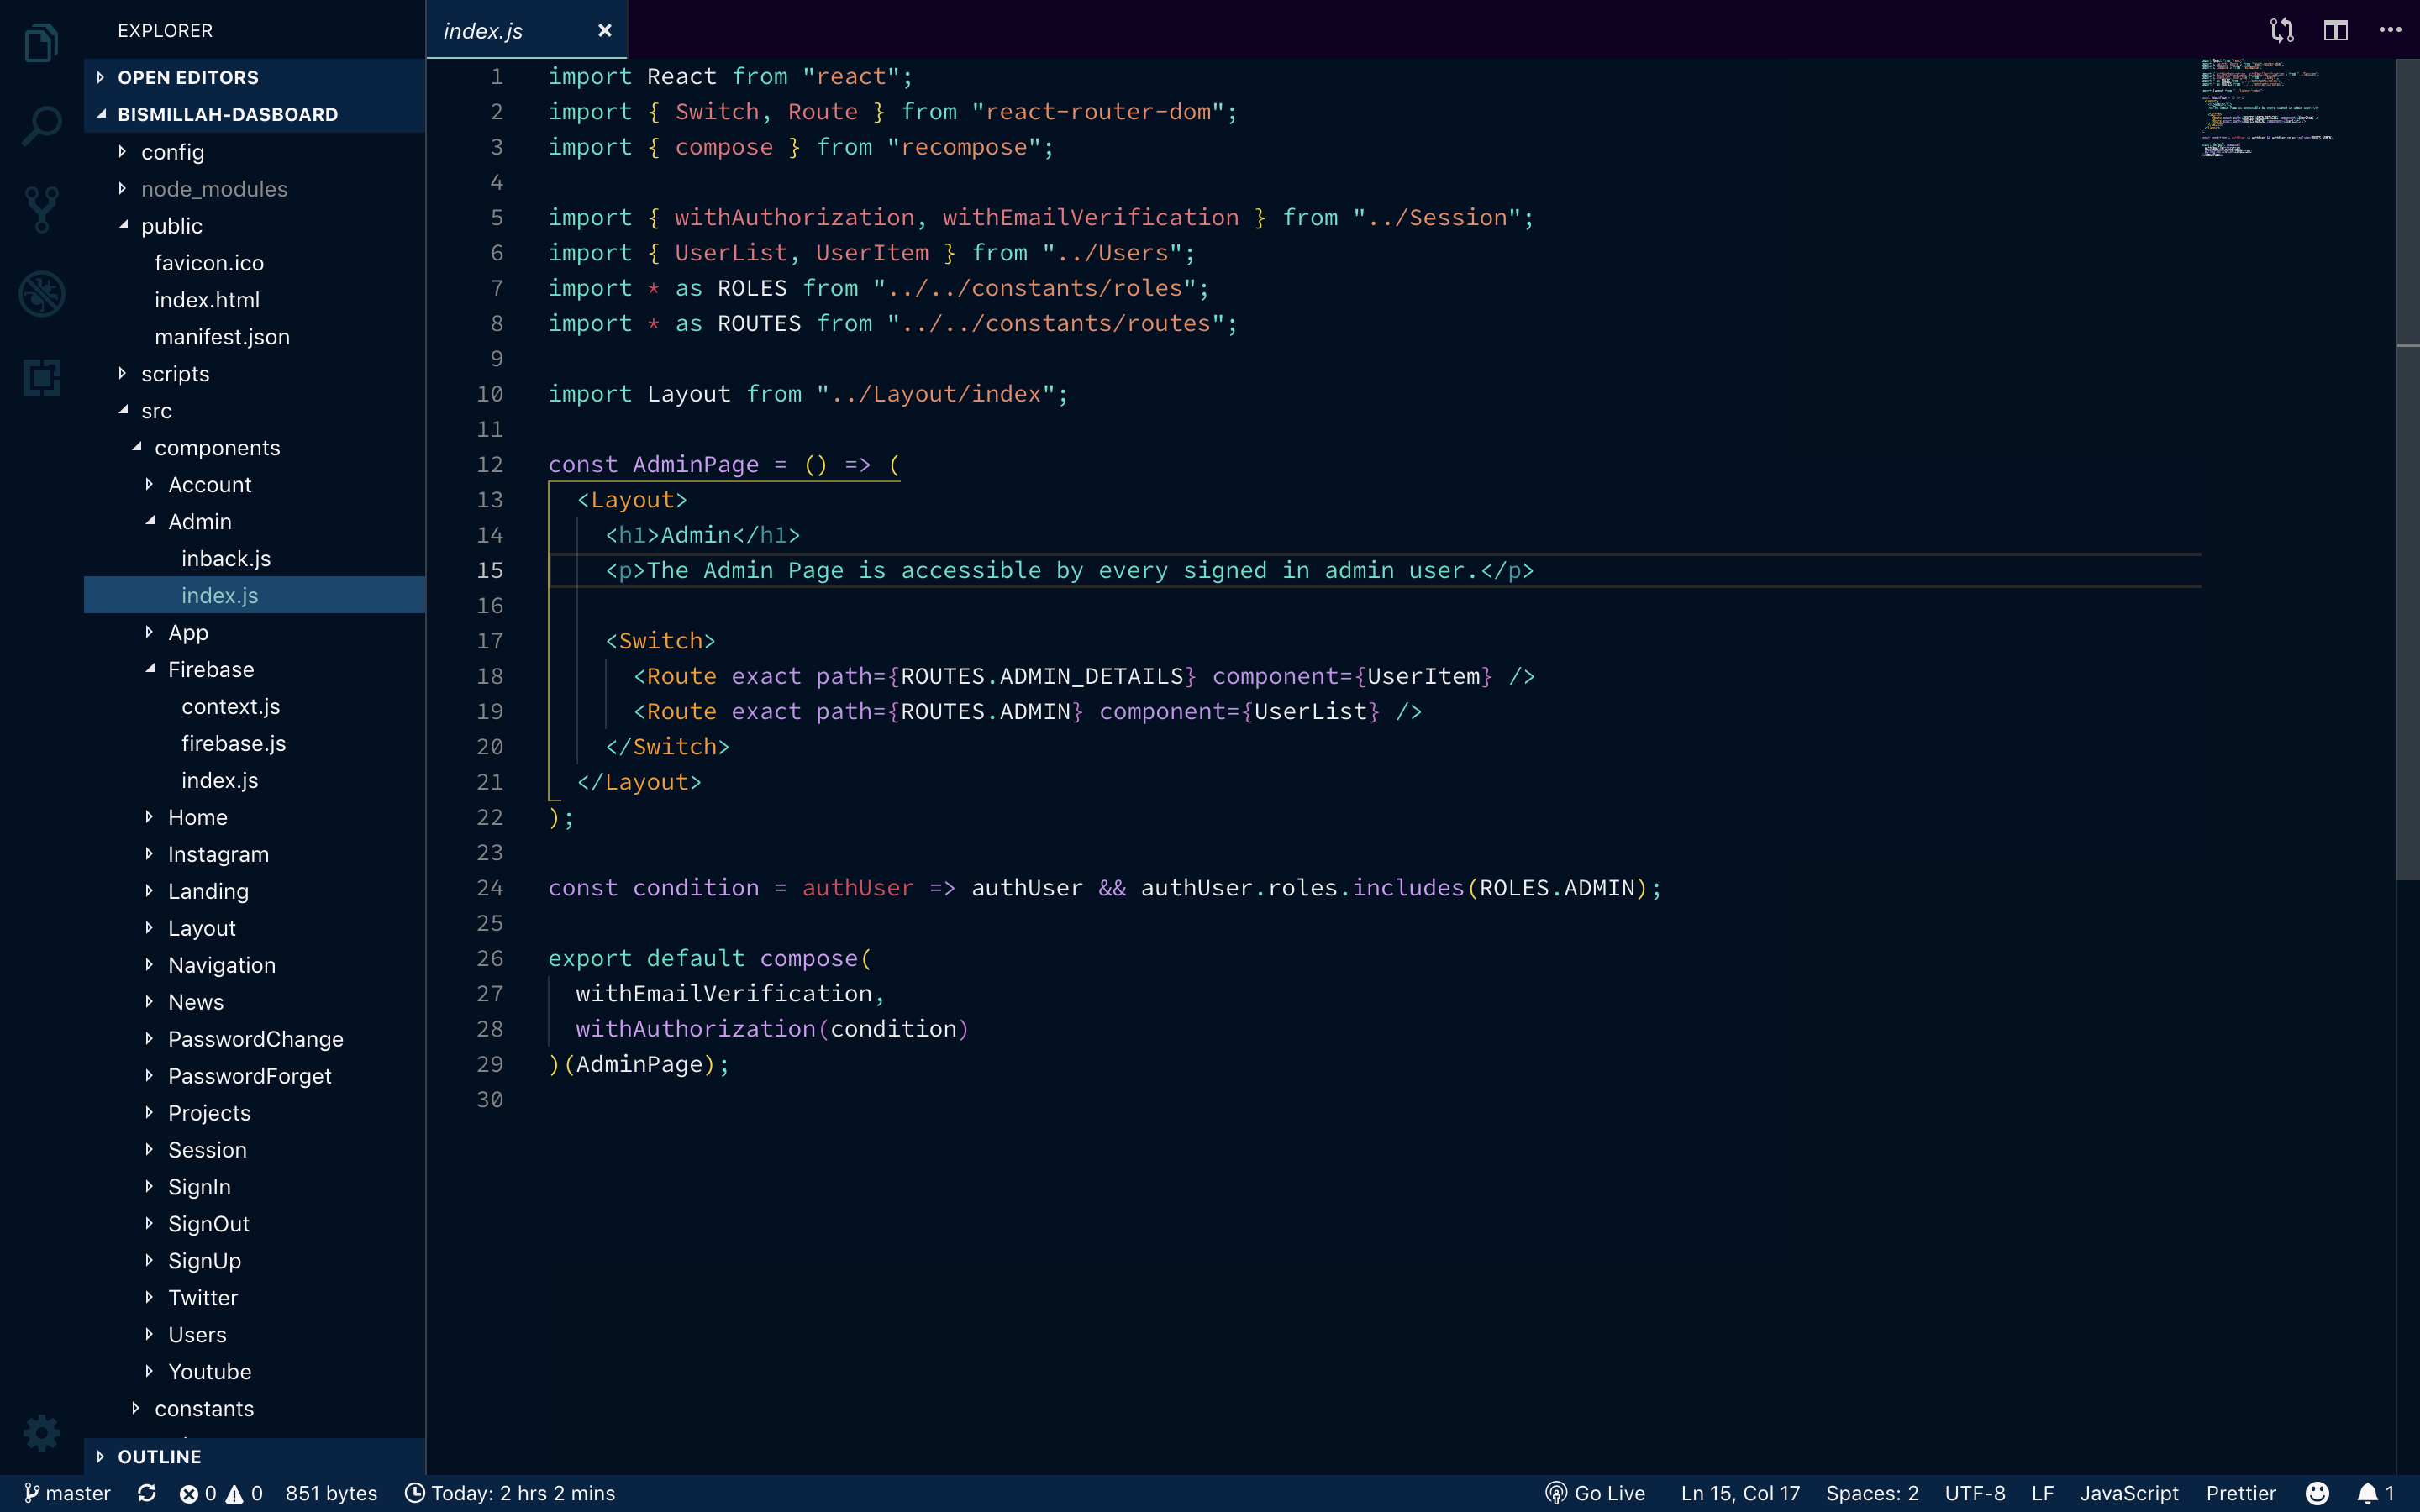 EXPLORER
OPEN EDITORS
BISMILLAH-DASBOARD
config
node_modules
public
favicon.ico
index.html
manifest.json
scripts
src
components
Account
Admin
inback.js
index.js
App
Firebase
context.js
firebase.js
index.js
Home
Instagram
Landing
Layout
Navigation
News
PasswordChange
PasswordForget
Projects
Session
SignIn
SignOut
SignUp
Twitter
Users
Youtube
constants
OUTLINE
index.js
1 import React from "react";
2 import { Switch, Route } from "react-router-dom";
3 import { compose } from "recompose";
4
5 import { withAuthorization, withEmailVerification } from "../Session";
6 import { UserList, UserItem } from "../Users";
7 import * as ROLES from "../../constants/roles";
8 import * as ROUTES from "../../constants/routes";
9
10 import Layout from "../Layout/index";
11
12 const AdminPage = () => (
13 <Layout>
14 <h1>Admin</h1>
15 <p>The Admin Page is accessible by every signed in admin user.</p>
16
17 <Switch>
18 <Route exact path={ROUTES.ADMIN_DETAILS} component={UserItem} />
19 <Route exact path={ROUTES.ADMIN} component={UserList} />
20 </Switch>
21 </Layout>
22 );
23
24 const condition = authUser => authUser && authUser.roles.includes(ROLES.ADMIN);
25
26 export default compose(
27 withEmailVerification,
28 withAuthorization(condition)
29 )(AdminPage);
30
master 0 0 851 bytes Today: 2 hrs 2 mins Go Live Ln 15, Col 17 Spaces: 2 UTF-8 LF JavaScript Prettier 1